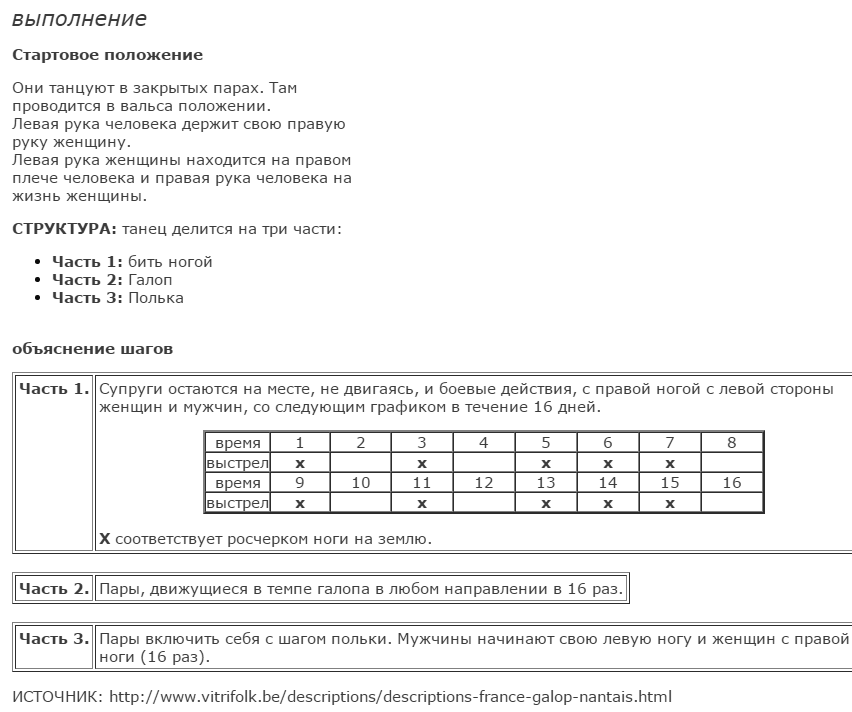 выполнение
Стартовое положение
Они танцуют в закрытых парах. Там
проводится в вальса положении.
Левая рука человека держит свою правую
руку женщину.
Левая рука женщины находится на правом
плече человека и правая рука человека на
жизнь женщины.
СТРУКТУРА: танец делится на три части:
Часть 1: бить ногой
Часть 2: Галоп
Часть 3: Полька
объяснение шагов
Часть 1. Супруги остаются на месте, не двигаясь, и боевые действия, с правой ногой с левой стороны
женщин и мужчин, со следующим графиком в течение 16 дней.
время 1 2 3 4 5 6 7 8
выстрел x x x x x
время 9 10 11 12 13 14 15 16
выстрел x x x x x
X соответствует росчерком ноги на землю.
Часть 2. Пары, движущиеся в темпе галопа в любом направлении в 16 раз.
Часть 3. Пары включить себя с шагом польки. Мужчины начинают свою левую ногу и женщин с правой
ноги (16 раз).
ИСТОЧНИК: http://www.vitrifolk.be/descriptions/descriptions-france-galop-nantais.html